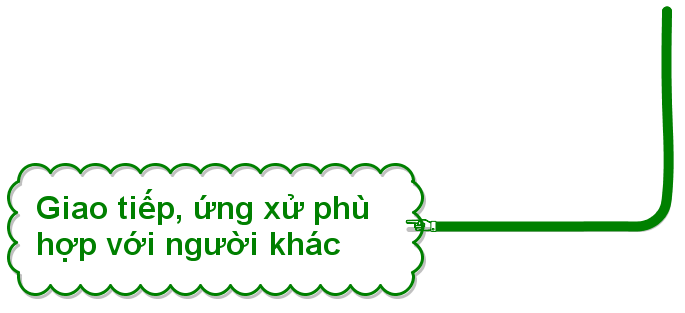 Giao tiếp, ứng xử phù
hợp với người khác